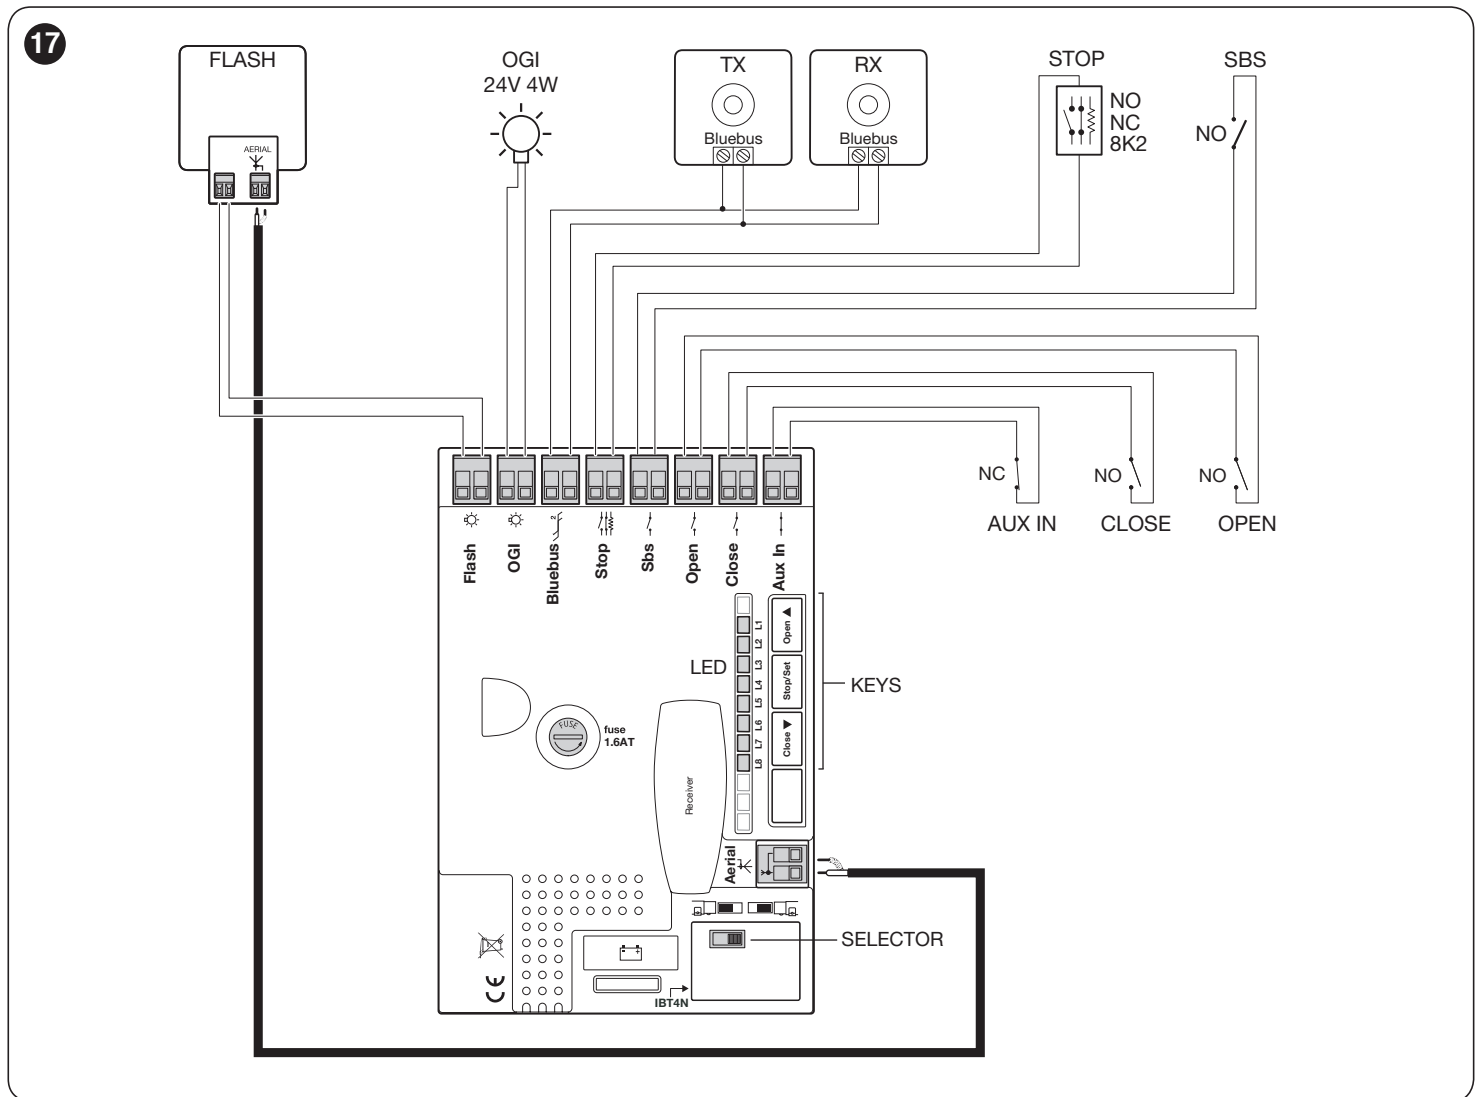 17
FLASH
AERIAL
OGI
24V 4W
TX
Bluebus
RX
Bluebus
STOP
NO
NC
8K2
SBS
NO
NC
AUX IN
NO
CLOSE
NO
OPEN
Flash
OGI
Bluebus
2
Stop
Sbs
Open
Close
Aux In
L1
L2
L3
L4
L5
L6
L7
L8
LED
Open ▲
Stop/Set
Close ▼
KEYS
FUSE
fuse
1.6AT
Receiver
Aerial
SELECTOR
- +
IBT4N
CE